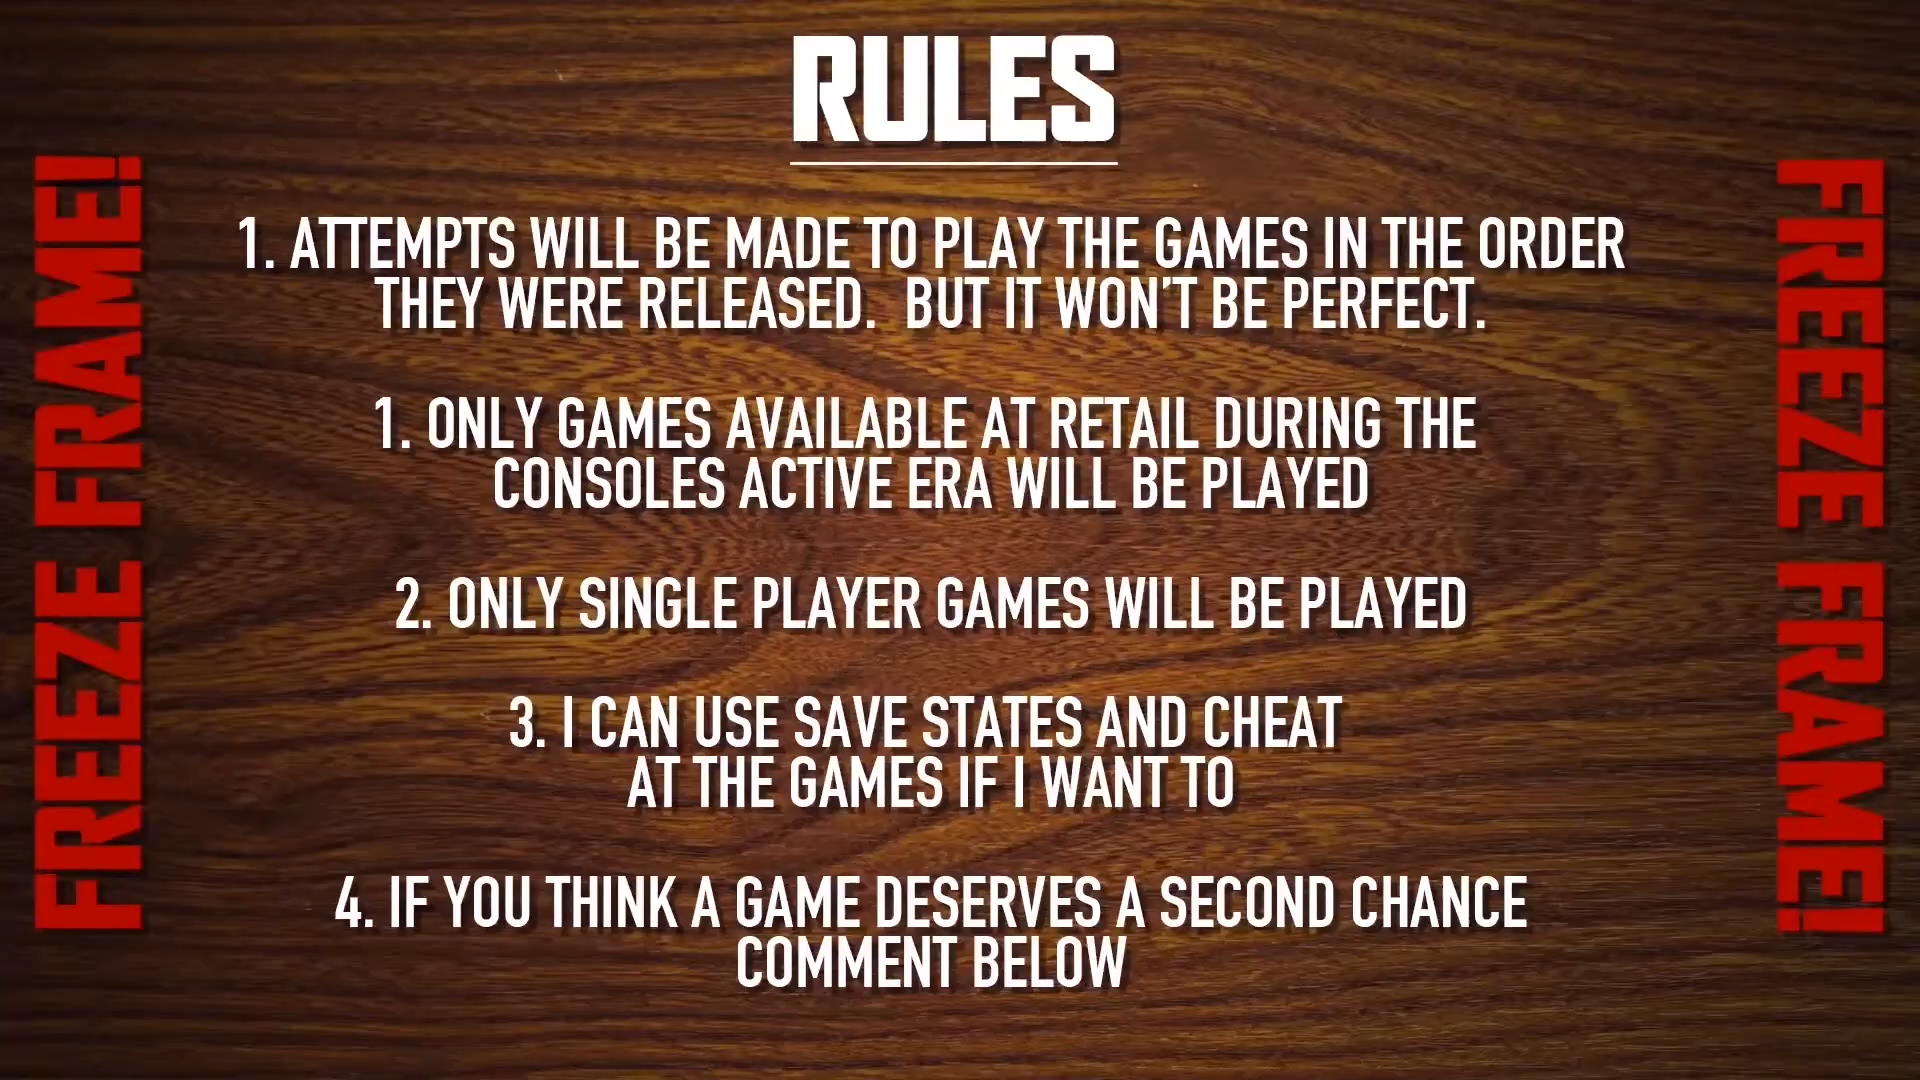 RULES
FREEZE FRAME!
1. ATTEMPTS WILL BE MADE TO PLAY THE GAMES IN THE ORDER
THEY WERE RELEASED.  BUT IT WON'T BE PERFECT.
1. ONLY GAMES AVAILABLE AT RETAIL DURING THE
CONSOLES ACTIVE ERA WILL BE PLAYED
2. ONLY SINGLE PLAYER GAMES WILL BE PLAYED
3. I CAN USE SAVE STATES AND CHEAT
AT THE GAMES IF I WANT TO
4. IF YOU THINK A GAME DESERVES A SECOND CHANCE
COMMENT BELOW
FREEZE FRAME!